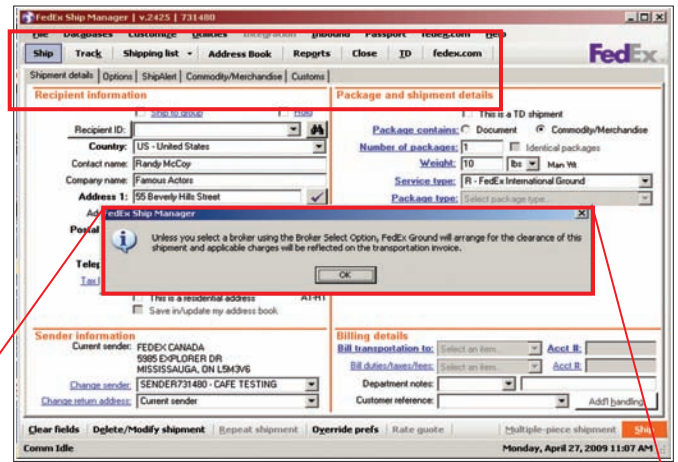 FedEx Ship Manager | v.2425 | 731480
File Databases Customize Utilities Integration Inbound Passport fedex.com Help
Ship Track Shipping list Address Book Reports Close ID fedex.com
FedEx
Shipment details Options ShipAlert Commodity/Merchandise Customs
Recipient information
Ship to group Hold
Recipient ID:
Country: US - United States
Contact name: Randy McCoy
Company name: Famous Actors
Address 1: 55 Beverly Hills Street
Package and shipment details
This is a TD shipment
Package contains: Document Commodity/Merchandise
Number of packages: 1 Identical packages
Weight: 10 lbs Man Wt.
Service type: R - FedEx International Ground
Package type: Select package type...
FedEx Ship Manager
Unless you select a broker using the Broker Select Option, FedEx Ground will arrange for the clearance of this
shipment and applicable charges will be reflected on the transportation invoice.
OK
This is a residential address
Save in/update my address book
Sender information
Current sender: FEDEX CANADA
5985 EXPLORER DR
MISSISSAUGA, ON L5M3V6
Change sender: SENDER731480 - CAFE TESTING
Change return address: Current sender
Billing details
Bill transportation to: Select an item... Acct #:
Bill duties/taxes/fees: Select an item... Acct #:
Department notes:
Customer reference: Add'l handling
Clear fields Delete/Modify shipment Repeat shipment Override prefs Rate quote Multiple-piece shipment Ship
Comm Idle Monday, April 27, 2009 11:07 AM